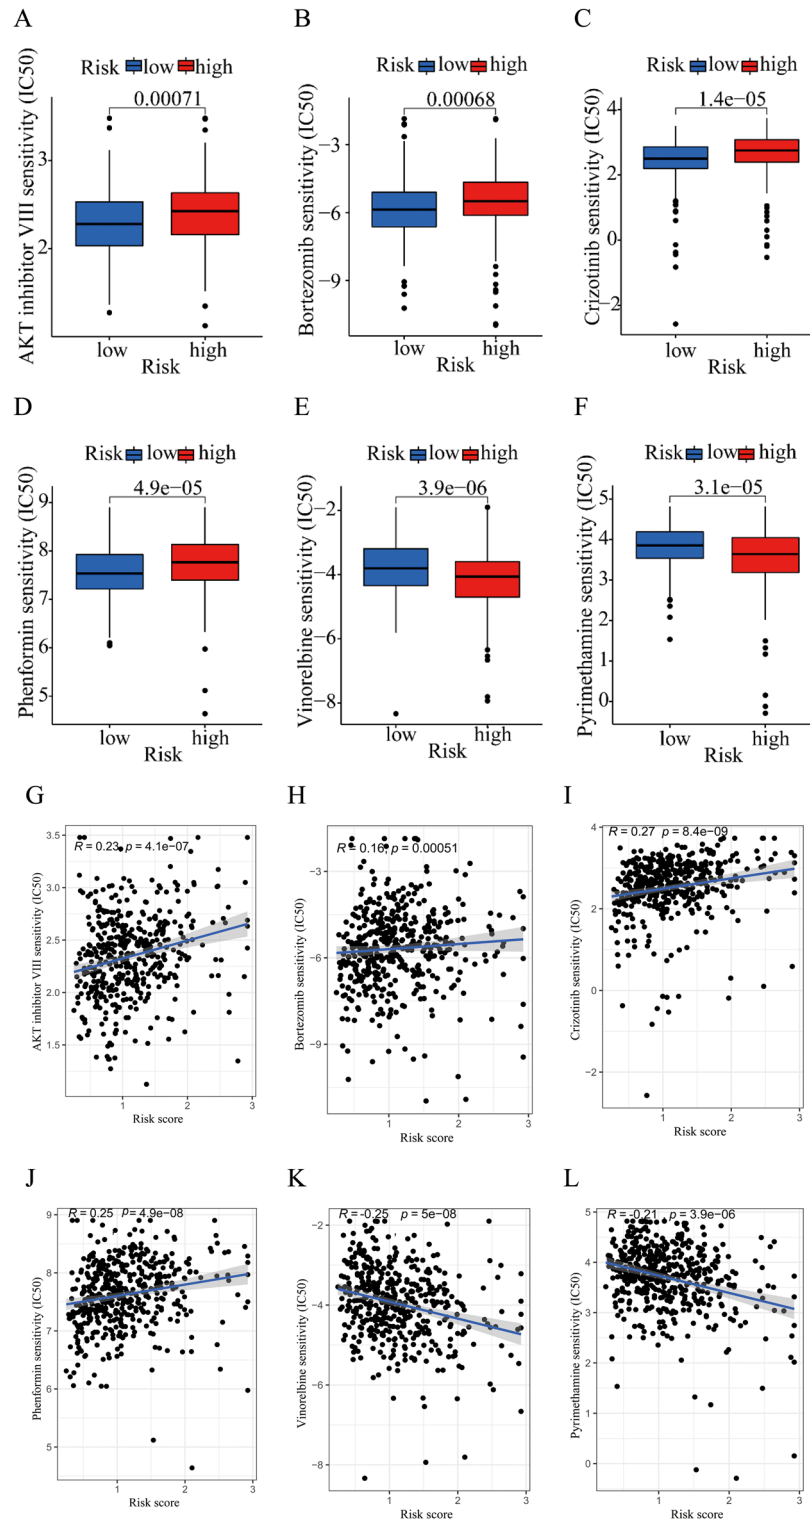 A
B
C
Risk low high
Risk low high
Risk low high
AKT inhibitor VIII sensitivity (IC50)
0.00071
3
2
low
high
Risk
Bortezomib sensitivity (IC50)
0.00068
−3
−6
−9
low
high
Risk
Crizotinib sensitivity (IC50)
1.4e−05
4
2
0
−2
low
high
Risk
D
E
F
Risk low high
Risk low high
Risk low high
Phenformin sensitivity (IC50)
4.9e−05
9
8
7
6
5
low
high
Risk
Vinorelbine sensitivity (IC50)
3.9e−06
−2
−4
−6
−8
low
high
Risk
Pyrimethamine sensitivity (IC50)
3.1e−05
5
4
3
2
1
0
low
high
Risk
G
H
I
R = 0.23, p = 4.1e−07
AKT inhibitor VIII sensitivity (IC50)
3.5
3.0
2.5
2.0
1.5
1
2
3
Risk score
R = 0.16, p = 0.00051
Bortezomib sensitivity (IC50)
−3
−6
−9
1
2
3
Risk score
R = 0.27 p = 8.4e−09
Crizotinib sensitivity (IC50)
4
2
0
−2
1
2
3
Risk score
J
K
L
R = 0.25 p = 4.9e−08
Phenformin sensitivity (IC50)
9
8
7
6
5
1
2
3
Risk score
R = -0.25 p = 5e−08
Vinorelbine sensitivity (IC50)
−2
−4
−6
−8
1
2
3
Risk score
R = -0.21 p = 3.9e−06
Pyrimethamine sensitivity (IC50)
5
4
3
2
1
0
1
2
3
Risk score